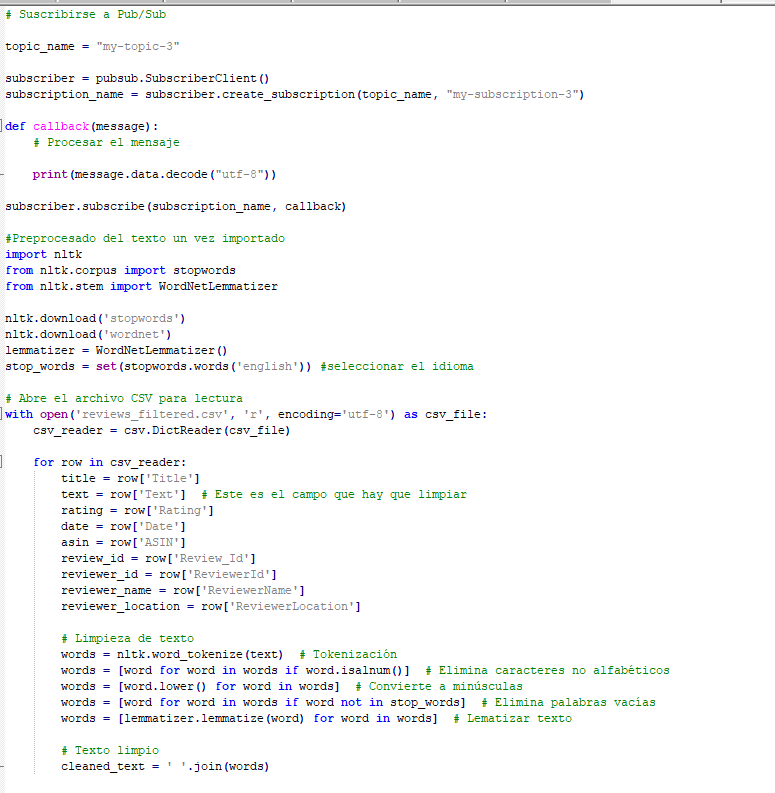 # Suscribirse a Pub/Sub
topic_name = "my-topic-3"
subscriber = pubsub.SubscriberClient()
subscription_name = subscriber.create_subscription(topic_name, "my-subscription-3")
def callback(message):
    # Procesar el mensaje
    print(message.data.decode("utf-8"))
subscriber.subscribe(subscription_name, callback)
#Preprocesado del texto un vez importado
import nltk
from nltk.corpus import stopwords
from nltk.stem import WordNetLemmatizer
nltk.download('stopwords')
nltk.download('wordnet')
lemmatizer = WordNetLemmatizer()
stop_words = set(stopwords.words('english')) #seleccionar el idioma
# Abre el archivo CSV para lectura
with open('reviews_filtered.csv', 'r', encoding='utf-8') as csv_file:
    csv_reader = csv.DictReader(csv_file)
    for row in csv_reader:
        title = row['Title']
        text = row['Text']  # Este es el campo que hay que limpiar
        rating = row['Rating']
        date = row['Date']
        asin = row['ASIN']
        review_id = row['Review_Id']
        reviewer_id = row['ReviewerId']
        reviewer_name = row['ReviewerName']
        reviewer_location = row['ReviewerLocation']
        # Limpieza de texto
        words = nltk.word_tokenize(text)  # Tokenización
        words = [word for word in words if word.isalnum()]  # Elimina caracteres no alfabéticos
        words = [word.lower() for word in words]  # Convierte a minúsculas
        words = [word for word in words if word not in stop_words]  # Elimina palabras vacías
        words = [lemmatizer.lemmatize(word) for word in words]  # Lematizar texto
        # Texto limpio
        cleaned_text = ' '.join(words)